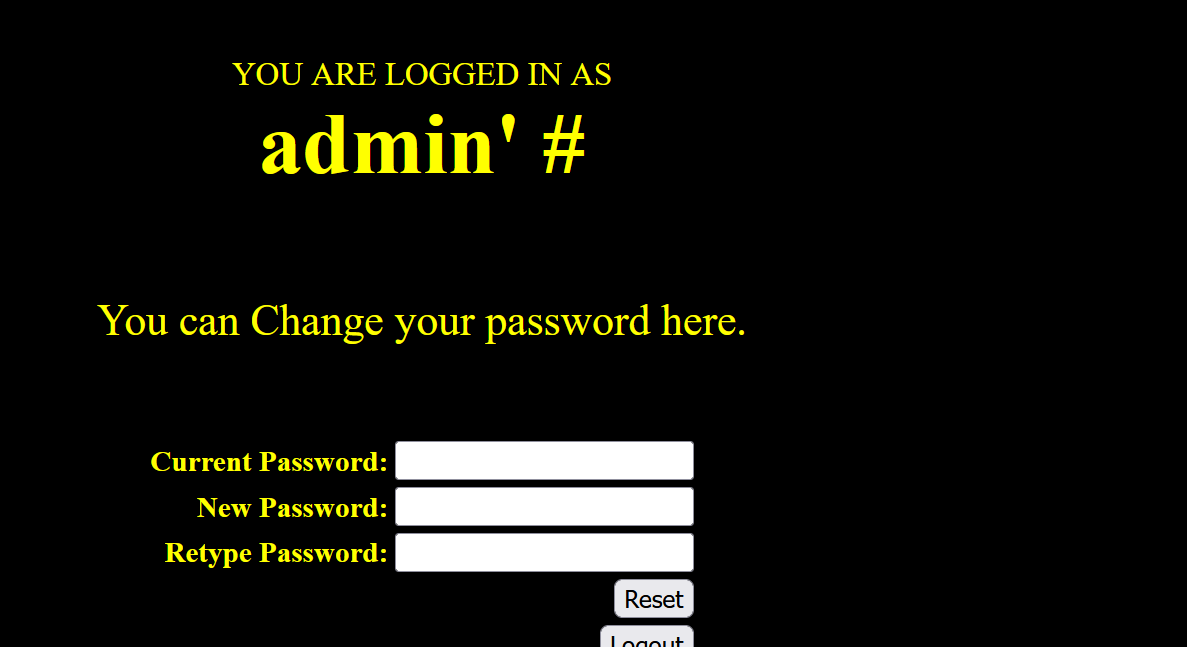 YOU ARE LOGGED IN AS
admin' #
You can Change your password here.
Current Password:
New Password:
Retype Password:
Reset
Logout